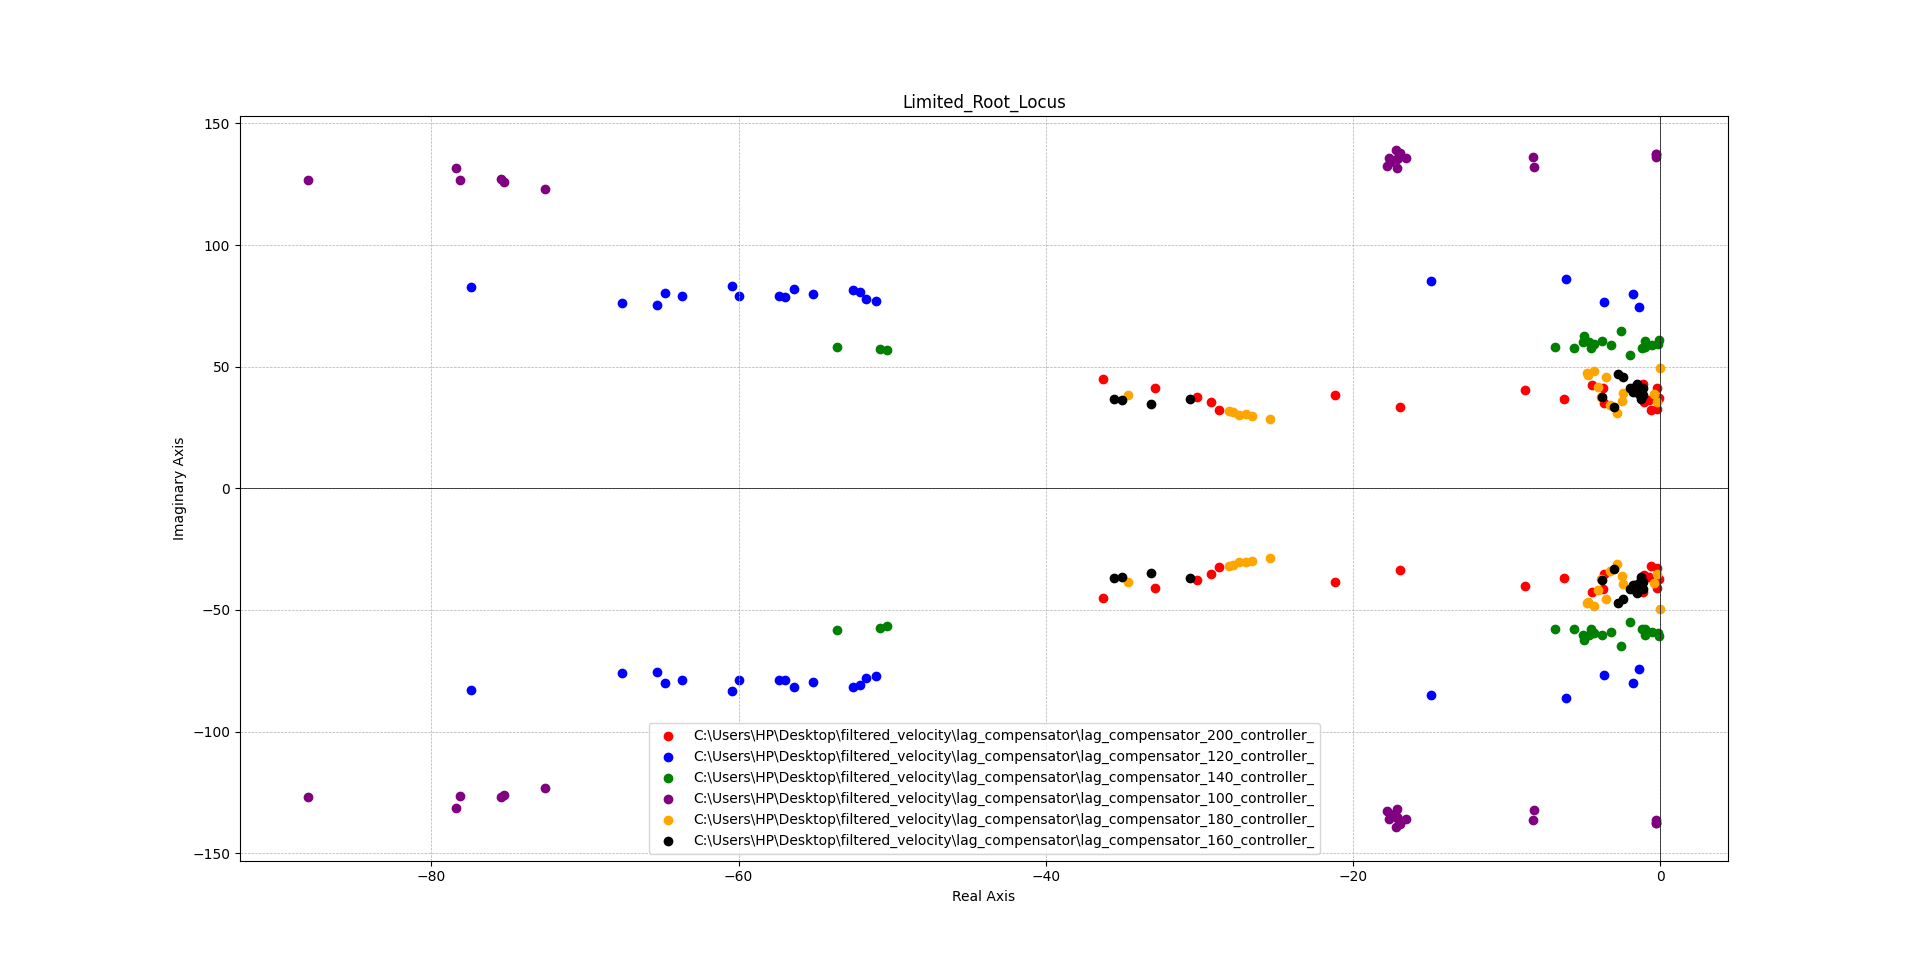 Limited_Root_Locus
150
100
50
0
−50
−100
−150
Imaginary Axis
C:\Users\HP\Desktop\filtered_velocity\lag_compensator\lag_compensator_200_controller_
C:\Users\HP\Desktop\filtered_velocity\lag_compensator\lag_compensator_120_controller_
C:\Users\HP\Desktop\filtered_velocity\lag_compensator\lag_compensator_140_controller_
C:\Users\HP\Desktop\filtered_velocity\lag_compensator\lag_compensator_100_controller_
C:\Users\HP\Desktop\filtered_velocity\lag_compensator\lag_compensator_180_controller_
C:\Users\HP\Desktop\filtered_velocity\lag_compensator\lag_compensator_160_controller_
−80 −60 −40 −20 0
Real Axis